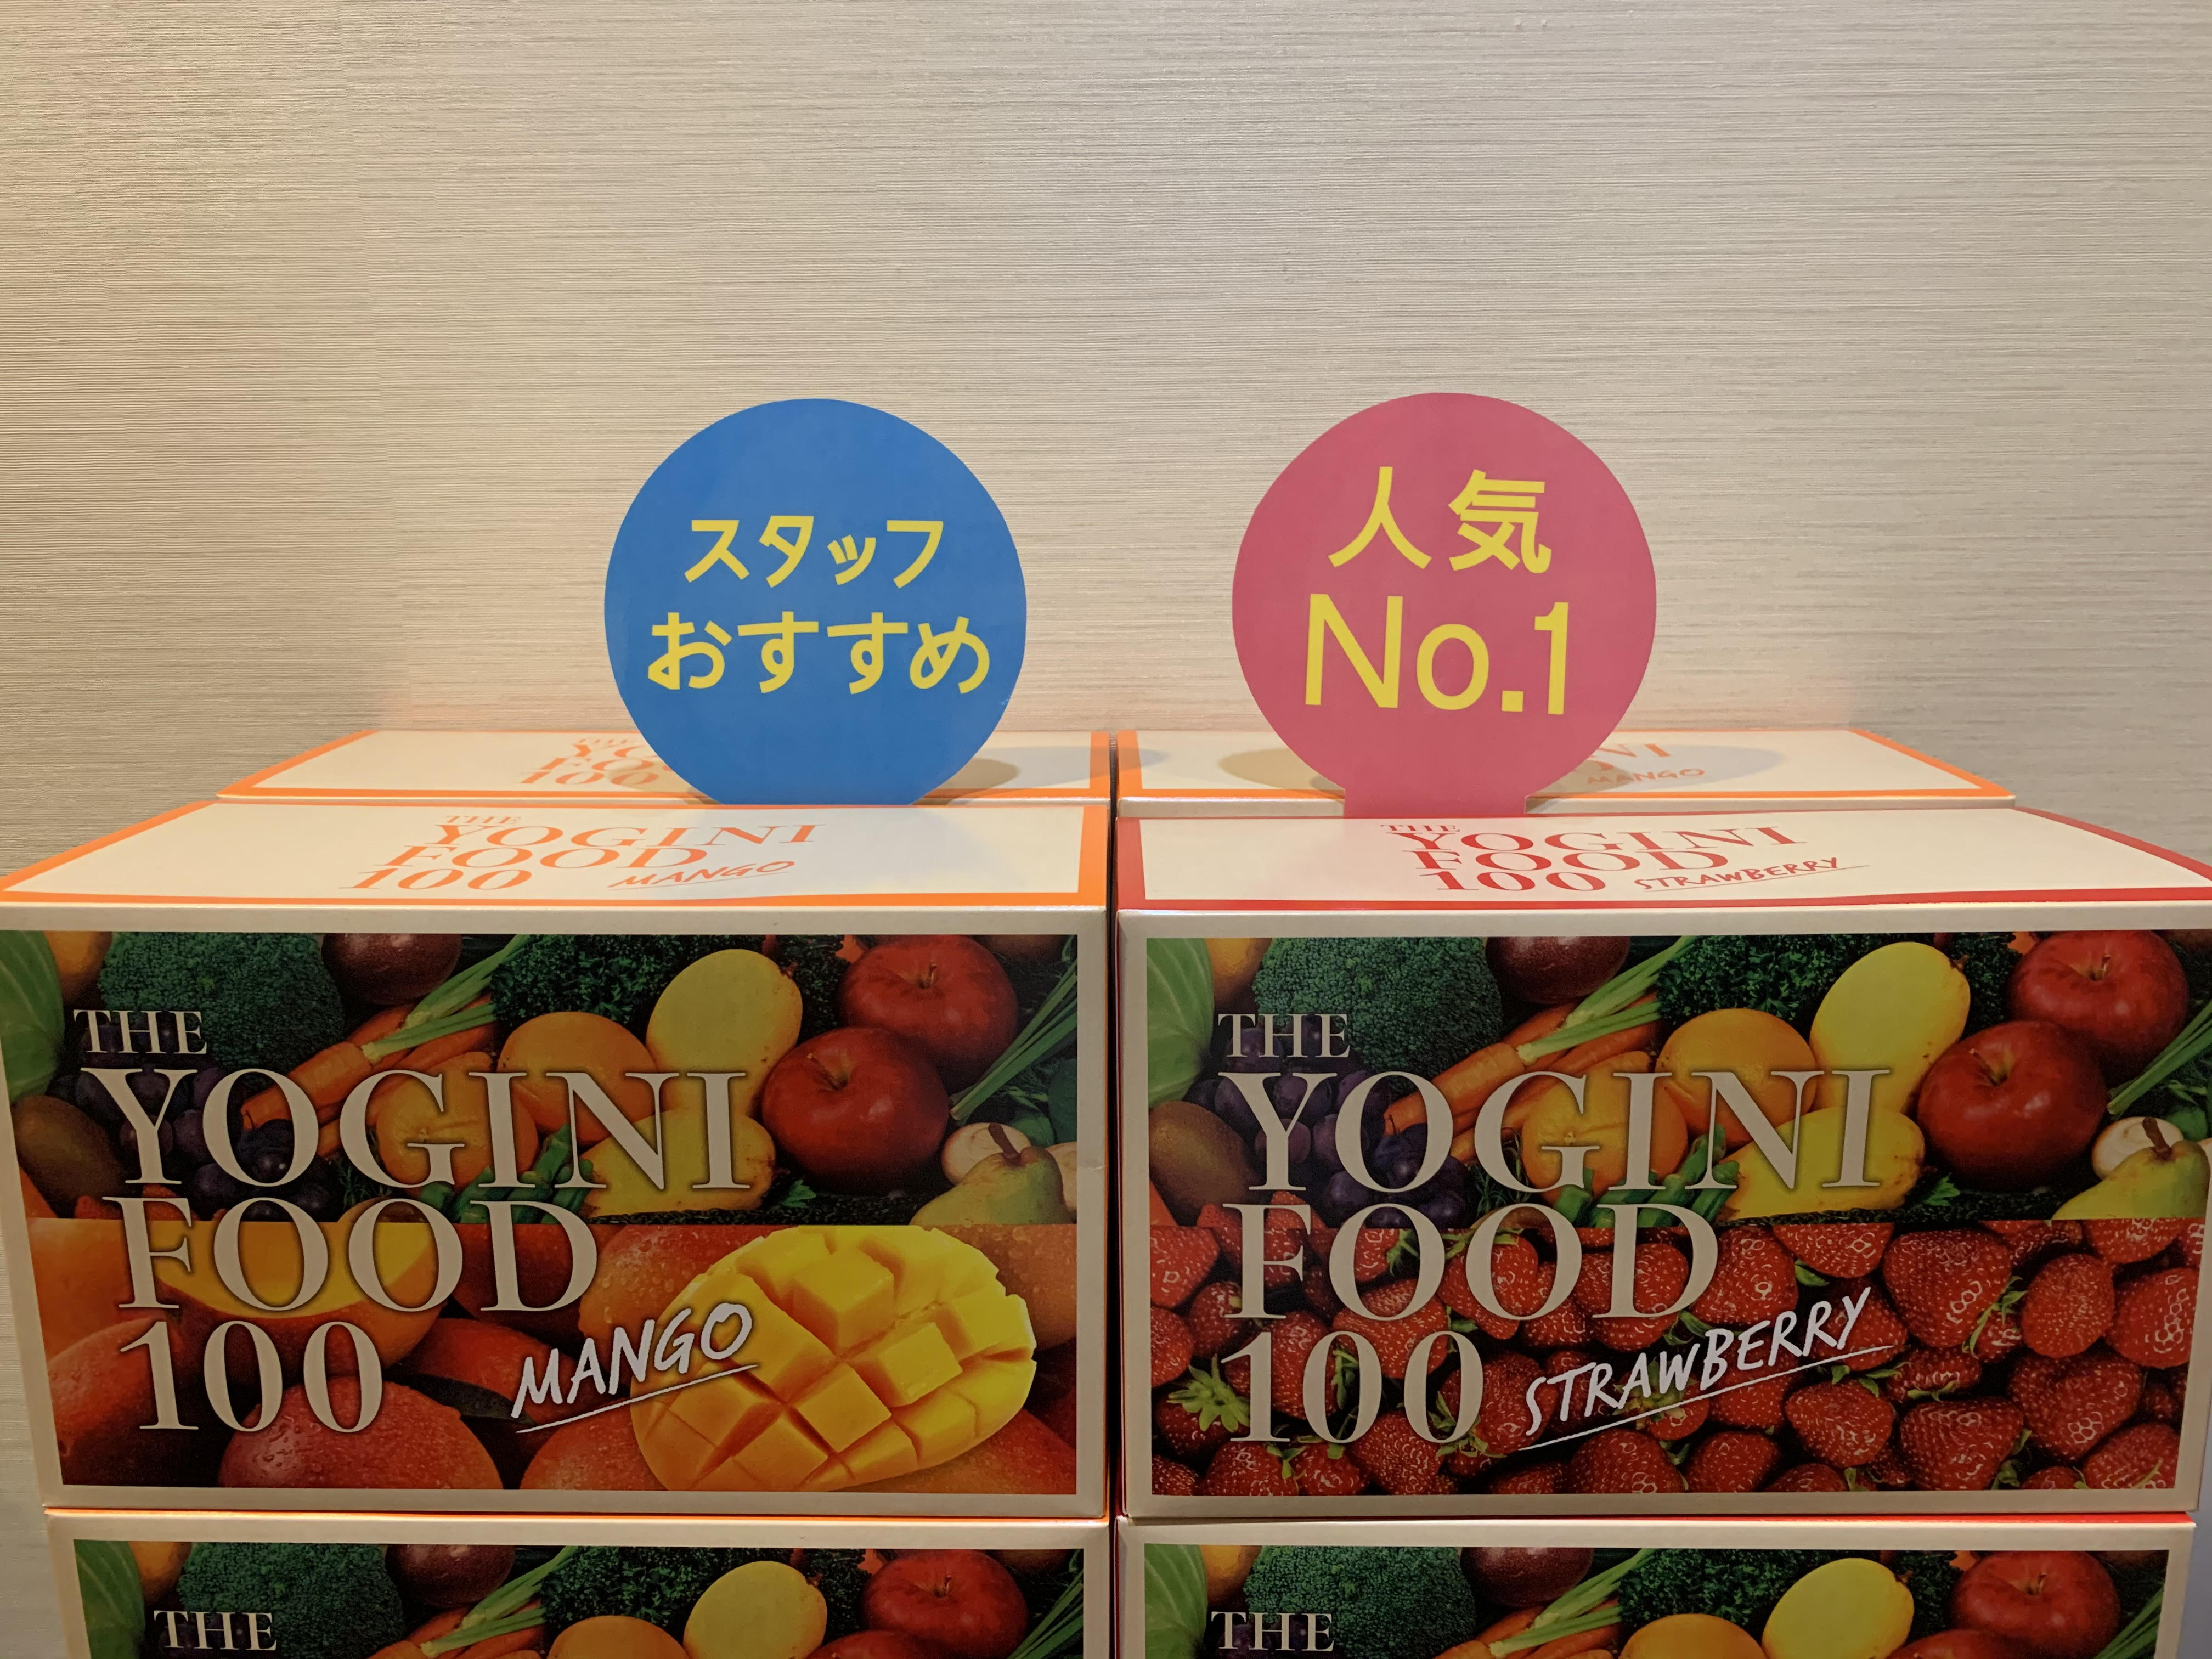 スタッフ
おすすめ
人気
No.1
THE
YOGINI
FOOD
100 MANGO
THE
YOGINI
FOOD
100 STRAWBERRY
MANGO
THE
YOGINI
FOOD
100
MANGO
THE
YOGINI
FOOD
100
STRAWBERRY
THE
THE